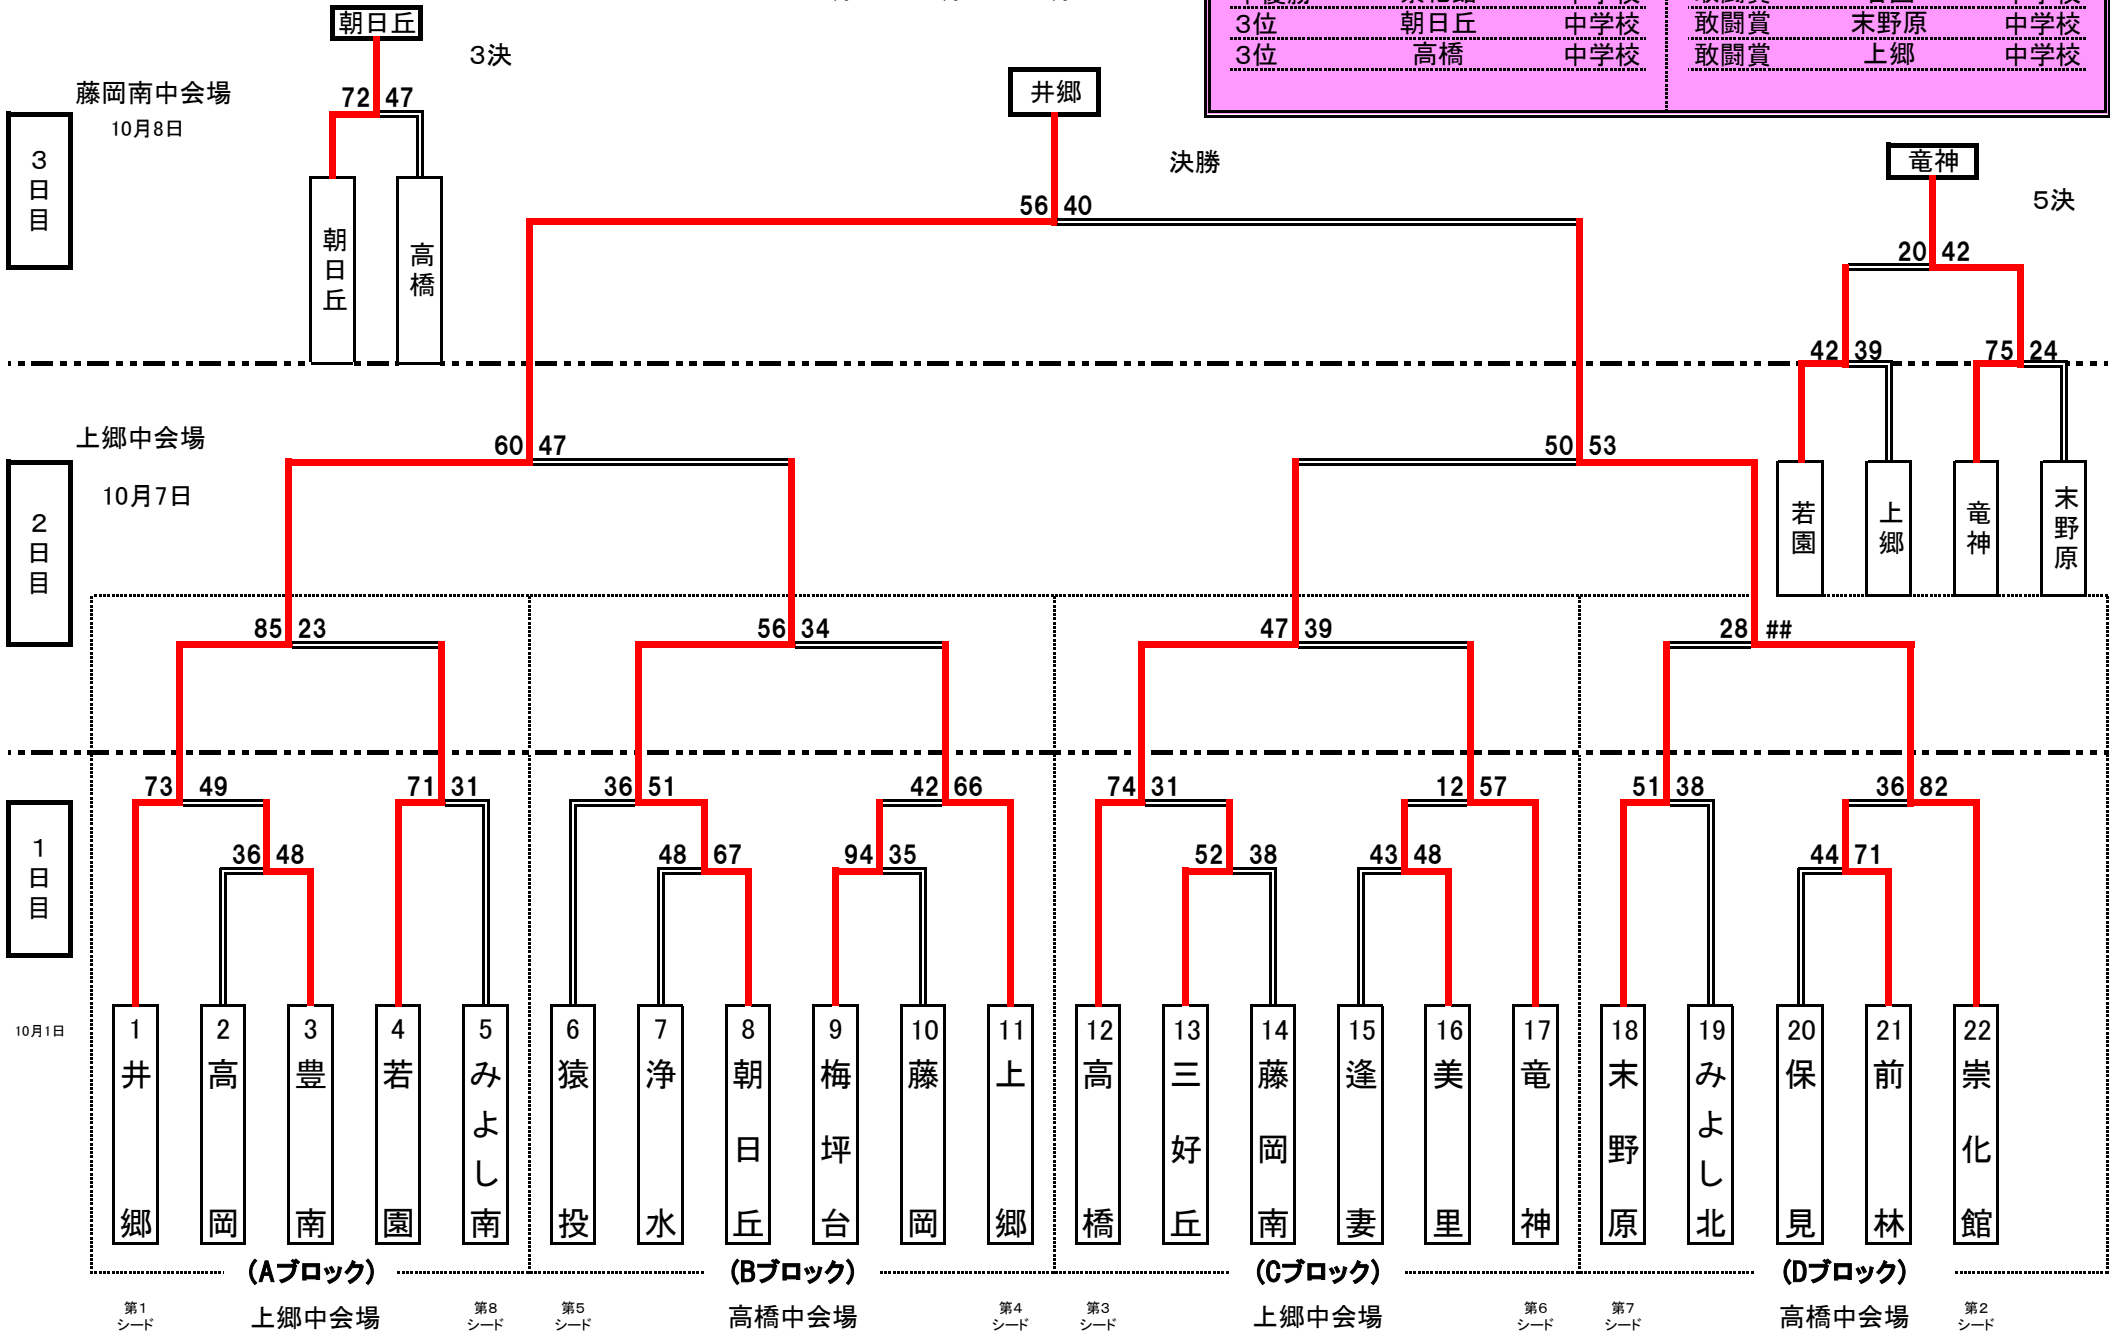 朝日丘
3決
藤岡南中会場
10月8日
72 47
3日目
朝日丘
高橋
井郷
決勝
56 40
3位 朝日丘 中学校
3位 高橋 中学校
敢闘賞 末野原 中学校
敢闘賞 上郷 中学校
竜神
5決
20 42
42 39
75 24
若園
上郷
竜神
末野原
上郷中会場
10月7日
2日目
60 47
50 53
85 23
56 34
47 39
28 ##
1日目
10月1日
73 49
71 31
36 51
42 66
74 31
12 57
51 38
36 82
36 48
48 67
94 35
52 38
43 48
44 71
1 井郷
2 高岡
3 豊南
4 若園
5 みよし南
6 猿投
7 浄水
8 朝日丘
9 梅坪台
10 藤岡
11 上郷
12 高橋
13 三好丘
14 藤岡南
15 逢妻
16 美里
17 竜神
18 末野原
19 みよし北
20 保見
21 前林
22 崇化館
(Aブロック)
(Bブロック)
(Cブロック)
(Dブロック)
第1シード
上郷中会場
第8シード
第5シード
高橋中会場
第4シード
第3シード
上郷中会場
第6シード
第7シード
高橋中会場
第2シード